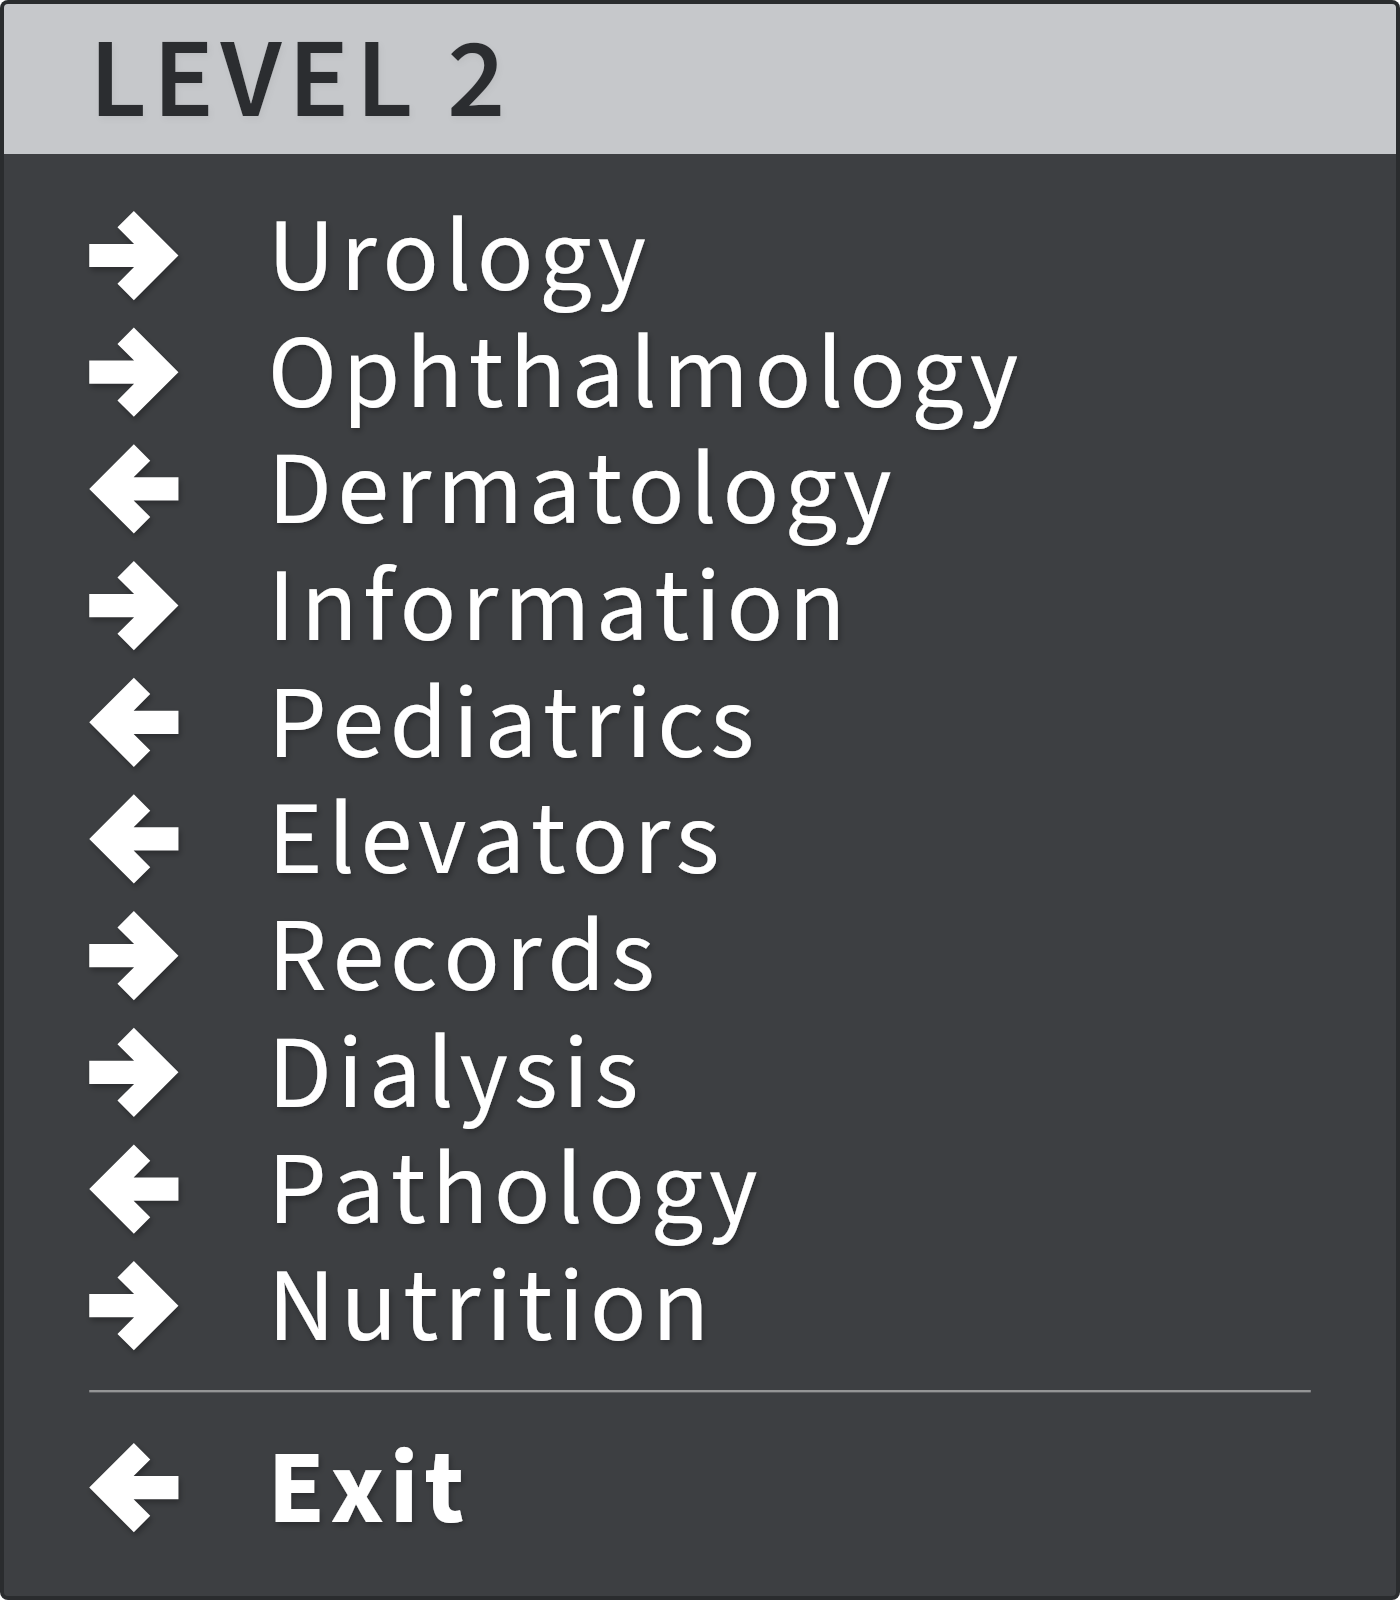 LEVEL 2
→ Urology
→ Ophthalmology
← Dermatology
→ Information
← Pediatrics
← Elevators
→ Records
→ Dialysis
← Pathology
→ Nutrition
← Exit